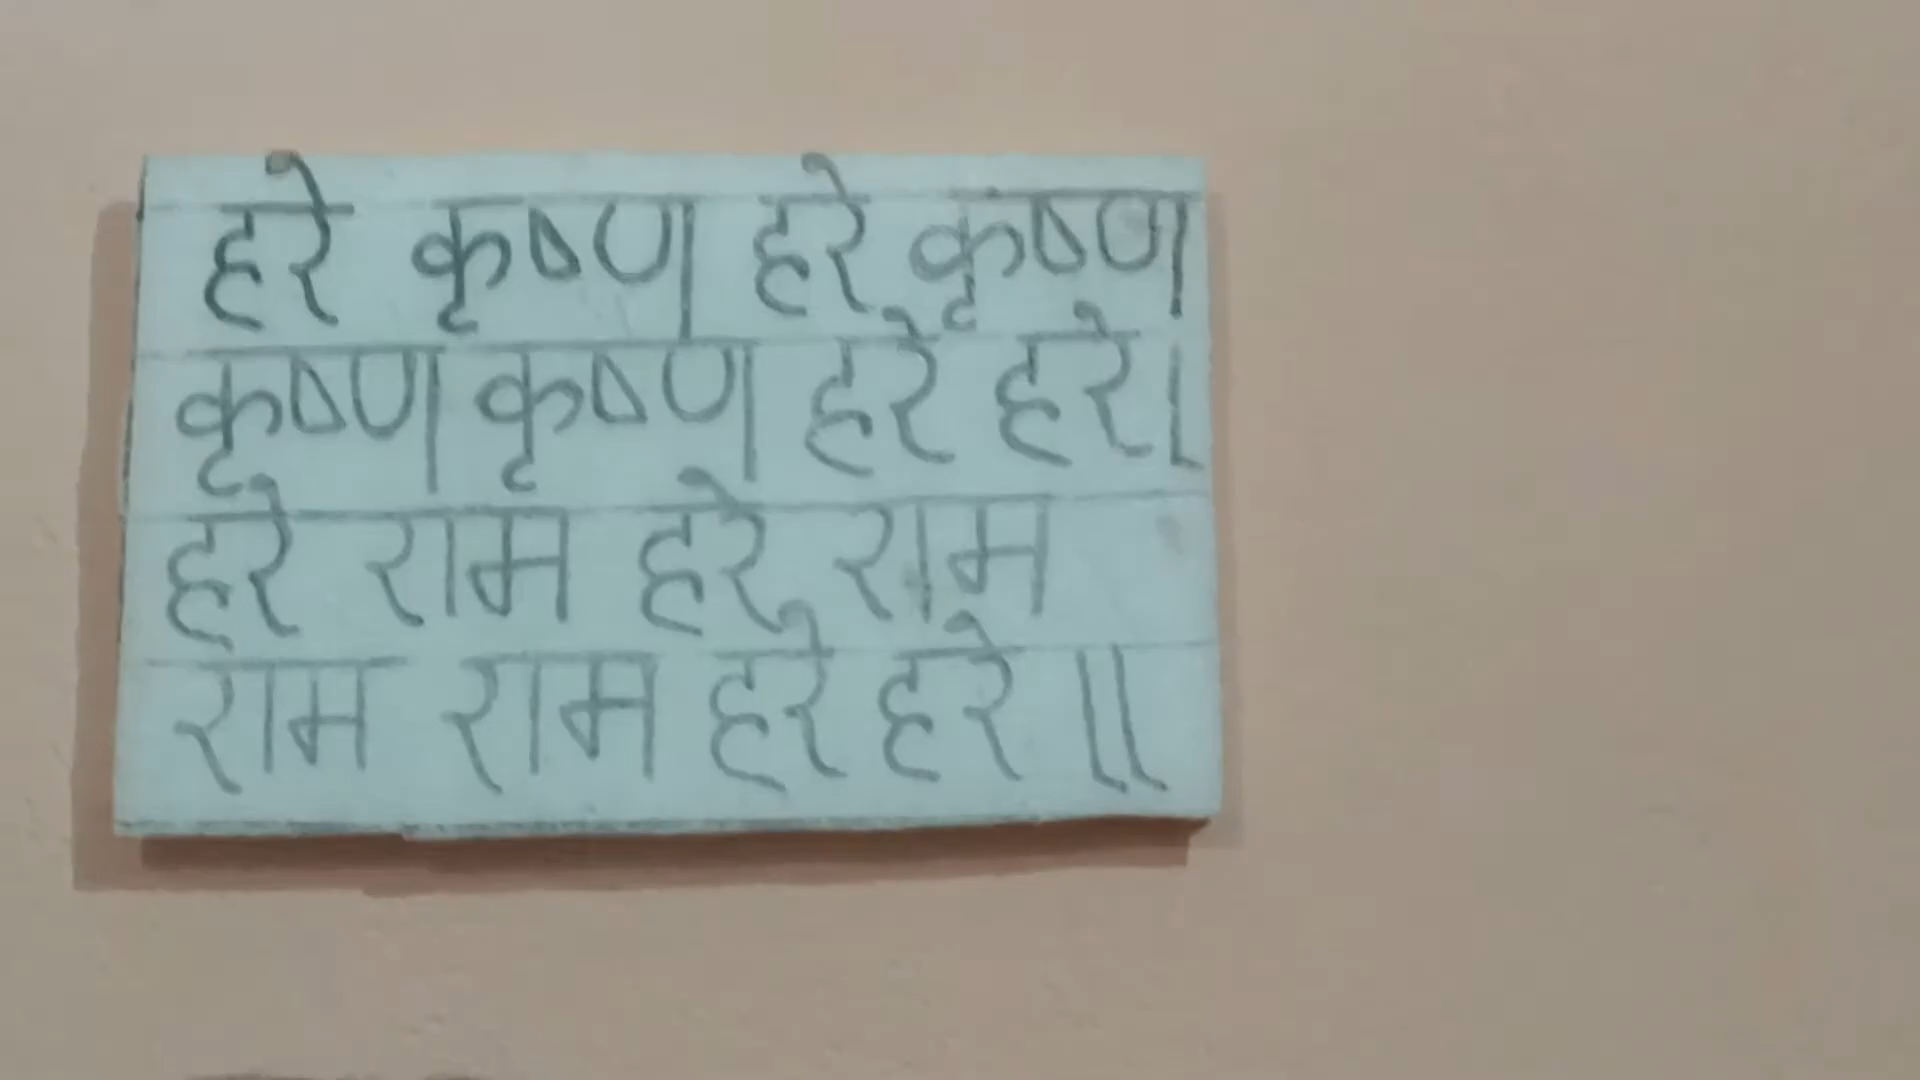 हरे कृष्ण हरे कृष्ण
कृष्ण कृष्ण हरे हरे।
हरे राम हरे राम
राम राम हरे हरे ॥